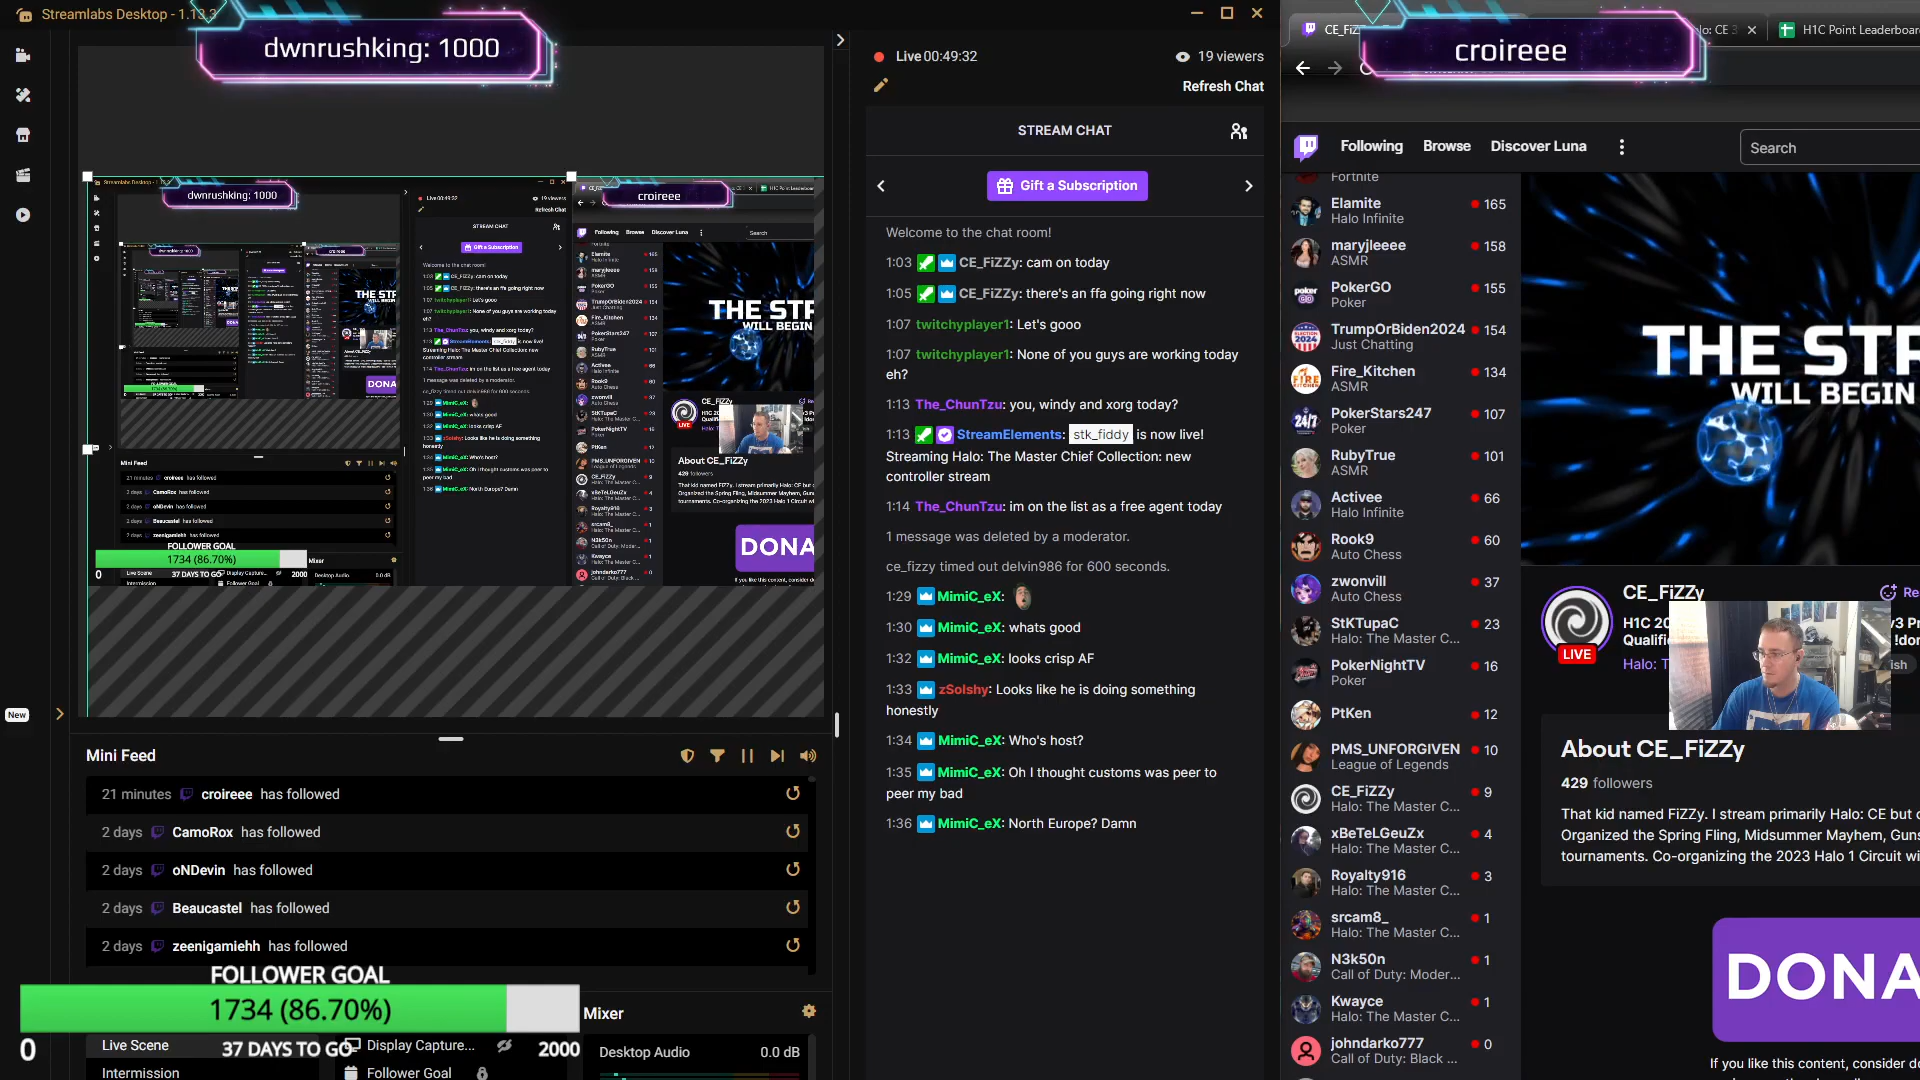 Streamlabs Desktop - 1.13.3
dwnrushking: 1000
New
Mini Feed
21 minutes croireee has followed
2 days CamoRox has followed
2 days oNDevin has followed
2 days Beaucastel has followed
2 days zeenigamiehh has followed
FOLLOWER GOAL
1734 (86.70%)
0 37 DAYS TO GO 2000
Live Scene
Intermission
Display Capture...
Follower Goal
Mixer
Desktop Audio 0.0 dB
Live 00:49:32 19 viewers
Refresh Chat
STREAM CHAT
Gift a Subscription
Welcome to the chat room!
1:03 CE_FiZZy: cam on today
1:05 CE_FiZZy: there's an ffa going right now
1:07 twitchyplayer1: Let's gooo
1:07 twitchyplayer1: None of you guys are working today
eh?
1:13 The_ChunTzu: you, windy and xorg today?
1:13 StreamElements: stk_fiddy is now live!
Streaming Halo: The Master Chief Collection: new
controller stream
1:14 The_ChunTzu: im on the list as a free agent today
1 message was deleted by a moderator.
ce_fizzy timed out delvin986 for 600 seconds.
1:29 MimiC_eX:
1:30 MimiC_eX: whats good
1:32 MimiC_eX: looks crisp AF
1:33 zSolshy: Looks like he is doing something
honestly
1:34 MimiC_eX: Who's host?
1:35 MimiC_eX: Oh I thought customs was peer to
peer my bad
1:36 MimiC_eX: North Europe? Damn
croireee
H1C Point Leaderboar
Following Browse Discover Luna
Search
Fortnite
Elamite 165
Halo Infinite
maryjleeee 158
ASMR
PokerGO 155
Poker
TrumpOrBiden2024 154
Just Chatting
Fire_Kitchen 134
ASMR
PokerStars247 107
Poker
RubyTrue 101
ASMR
Activee 66
Halo Infinite
Rook9 60
Auto Chess
zwonvill 37
Auto Chess
StKTupaC 23
Halo: The Master C...
PokerNightTV 16
Poker
PtKen 12
PMS_UNFORGIVEN 10
League of Legends
CE_FiZZy 9
Halo: The Master C...
xBeTeLGeuZx 4
Halo: The Master C...
Royalty916 3
Halo: The Master C...
srcam8_ 1
Halo: The Master C...
N3k50n 1
Call of Duty: Moder...
Kwayce 1
Halo: The Master C...
johndarko777 0
Call of Duty: Black ...
THE STR
WILL BEGIN
LIVE
CE_FiZZy
H1C 20
Qualifi
Halo: T
About CE_FiZZy
429 followers
That kid named FiZZy. I stream primarily Halo: CE but
Organized the Spring Fling, Midsummer Mayhem, Guns
tournaments. Co-organizing the 2023 Halo 1 Circuit wi
DONA
If you like this content, consider do